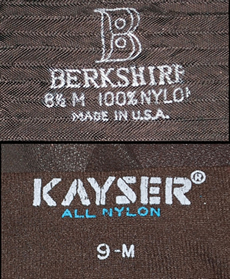 B
BERKSHIRE
8½ M 100% NYLON
MADE IN U.S.A.
KAYSER®
ALL NYLON
9-M